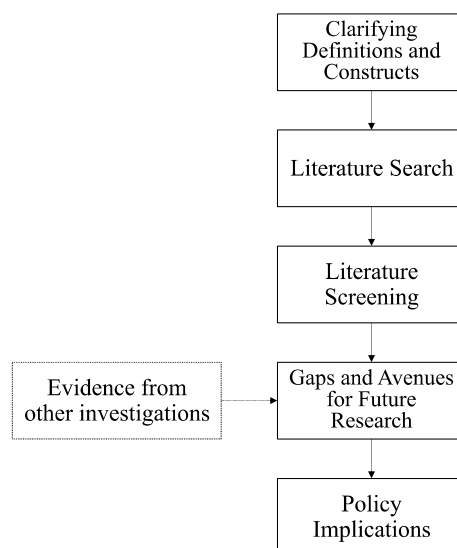 Clarifying
Definitions and
Constructs
Literature Search
Literature
Screening
Evidence from
other investigations
Gaps and Avenues
for Future
Research
Policy
Implications